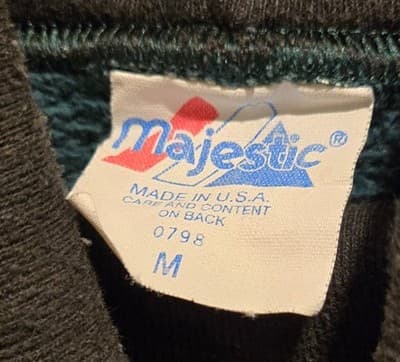 majestic®
MADE IN U.S.A.
CARE AND CONTENT
ON BACK
0798
M